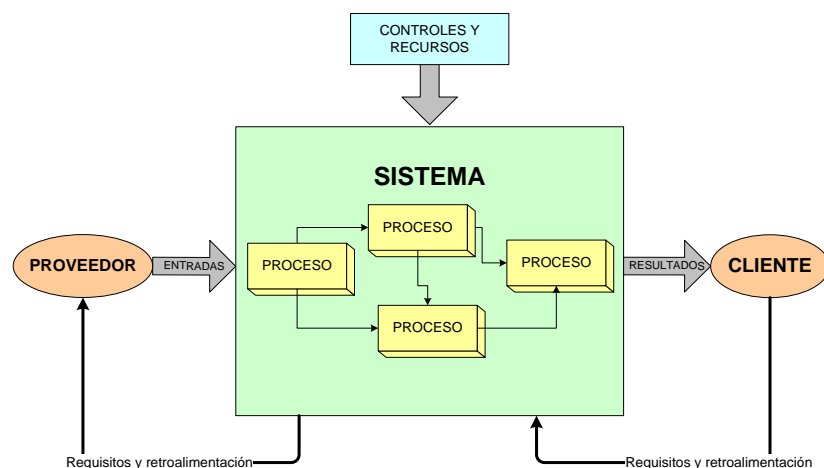 CONTROLES Y
RECURSOS
SISTEMA
PROCESO
PROCESO
PROCESO
PROCESO
PROVEEDOR
ENTRADAS
RESULTADOS
CLIENTE
Requisitos y retroalimentación
Requisitos y retroalimentación